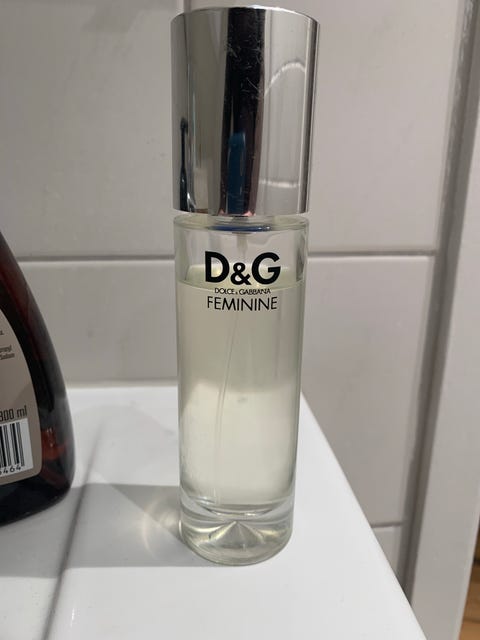 D&G
DOLCE & GABBANA
FEMININE
300 ml